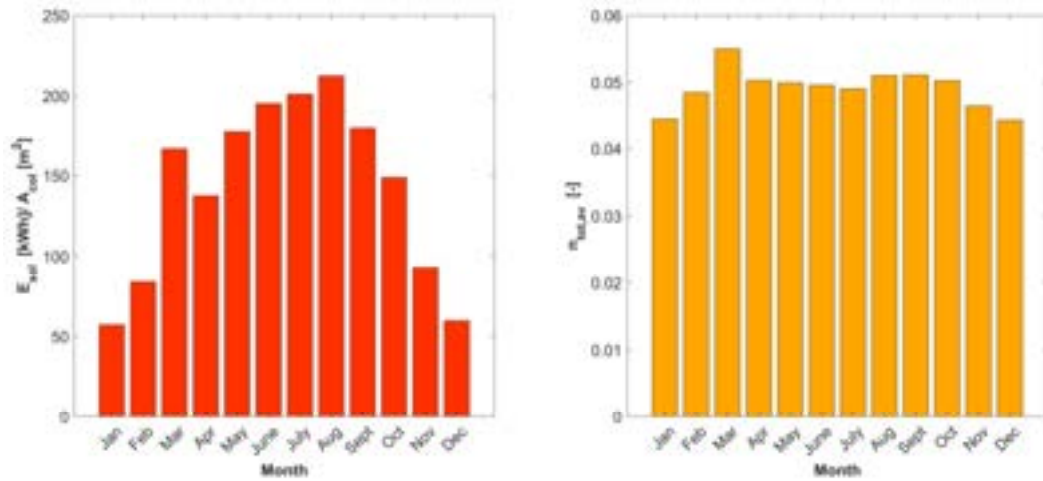 250
200
150
100
50
0
E_sol [kWh]/ A_col [m²]
Jan Feb Mar Apr May June July Aug Sept Oct Nov Dec
Month
0.06
0.05
0.04
0.03
0.02
0.01
0
n_tot,av [-]
Jan Feb Mar Apr May June July Aug Sept Oct Nov Dec
Month